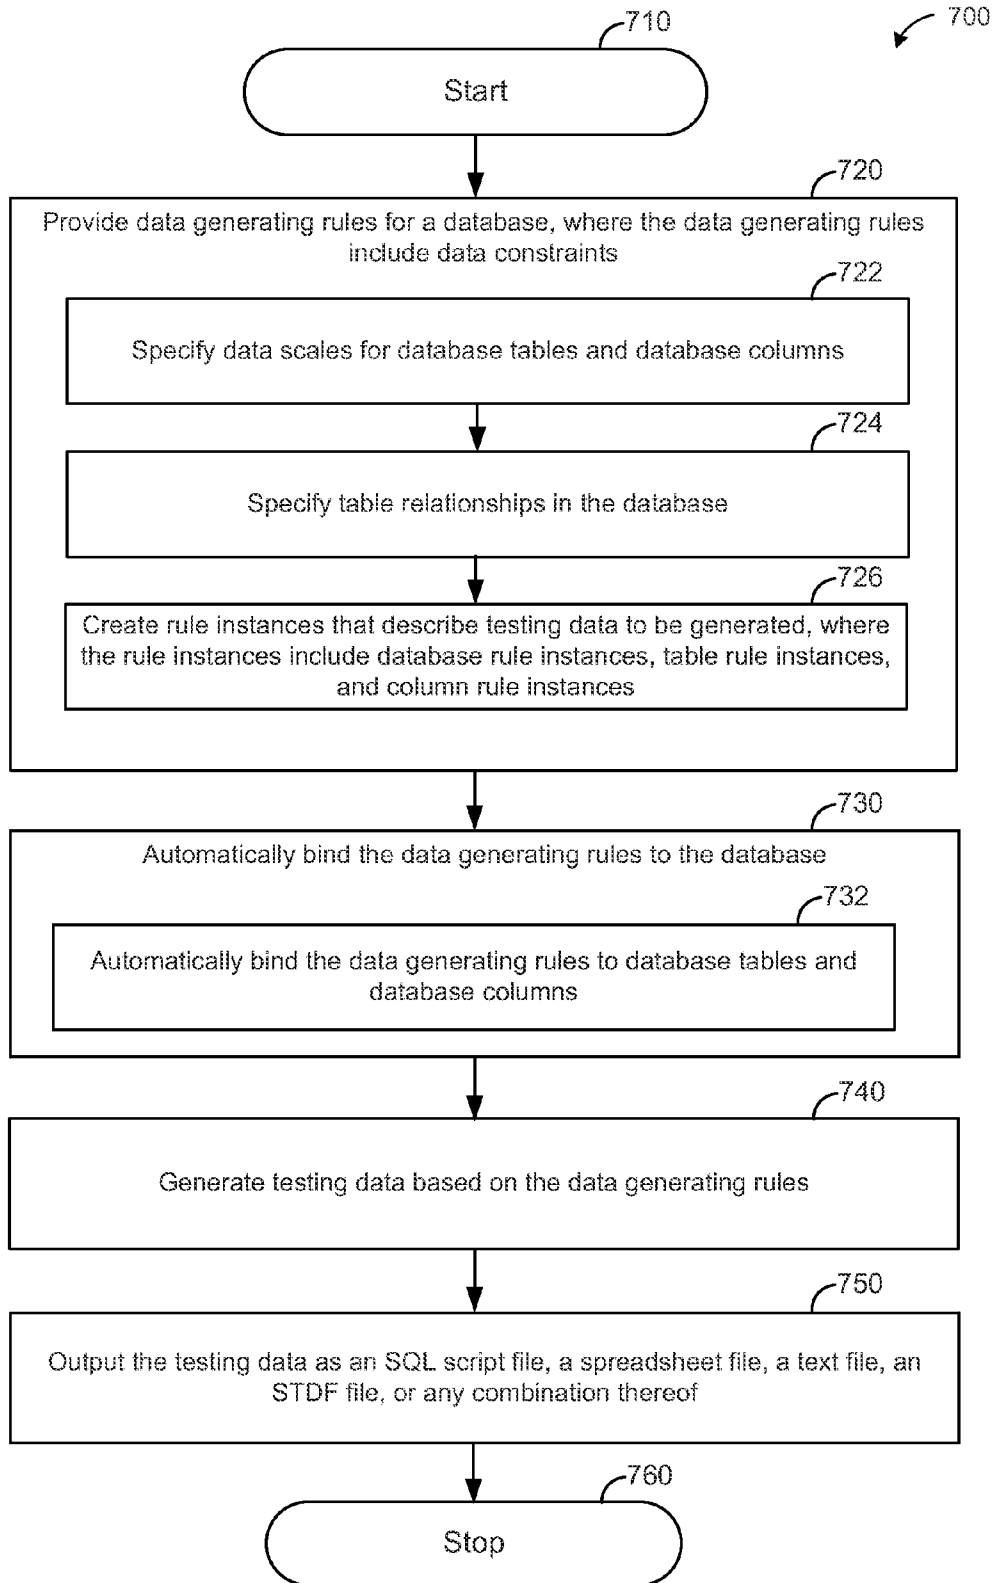 700
710
Start
720
Provide data generating rules for a database, where the data generating rules
include data constraints
722
Specify data scales for database tables and database columns
724
Specify table relationships in the database
726
Create rule instances that describe testing data to be generated, where
the rule instances include database rule instances, table rule instances,
and column rule instances
730
Automatically bind the data generating rules to the database
732
Automatically bind the data generating rules to database tables and
database columns
740
Generate testing data based on the data generating rules
750
Output the testing data as an SQL script file, a spreadsheet file, a text file, an
STDF file, or any combination thereof
760
Stop